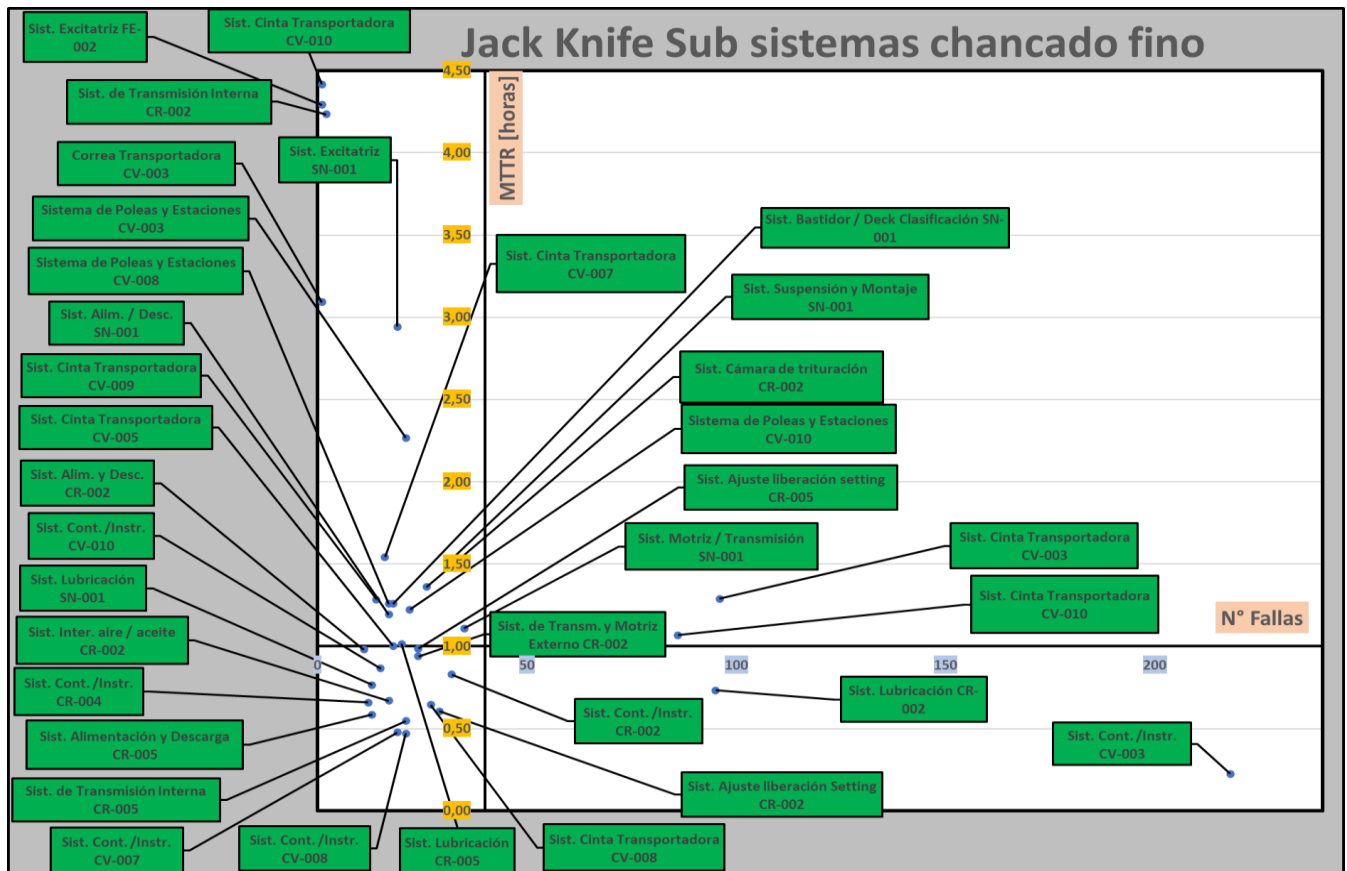 Jack Knife Sub sistemas chancado fino
Sist. Excitatriz FE-
002
Sist. Cinta Transportadora
CV-010
Sist. de Transmisión Interna
CR-002
Correa Transportadora
CV-003
Sist. Excitatriz
SN-001
Sistema de Poleas y Estaciones
CV-003
Sistema de Poleas y Estaciones
CV-008
Sist. Alim. / Desc.
SN-001
Sist. Cinta Transportadora
CV-009
Sist. Cinta Transportadora
CV-005
Sist. Alim. y Desc.
CR-002
Sist. Cont. /Instr.
CV-010
Sist. Lubricación
SN-001
Sist. Inter. aire / aceite
CR-002
Sist. Cont. /Instr.
CR-004
Sist. Alimentación y Descarga
CR-005
Sist. de Transmisión Interna
CR-005
Sist. Cont. /Instr.
CV-007
Sist. Cont. /Instr.
CV-008
Sist. Lubricación
CR-005
Sist. Cinta Transportadora
CV-008
Sist. Ajuste liberación Setting
CR-002
Sist. Cont. /Instr.
CR-002
Sist. de Transm. y Motriz
Externo CR-002
Sist. Motriz / Transmisión
SN-001
Sist. Ajuste liberación setting
CR-005
Sistema de Poleas y Estaciones
CV-010
Sist. Cámara de trituración
CR-002
Sist. Suspensión y Montaje
SN-001
Sist. Bastidor / Deck Clasificación SN-
001
Sist. Cinta Transportadora
CV-007
Sist. Cinta Transportadora
CV-003
Sist. Cinta Transportadora
CV-010
Sist. Lubricación CR-
002
Sist. Cont. /Instr.
CV-003
MTTR [horas]
N° Fallas
4,50
4,00
3,50
3,00
2,50
2,00
1,50
1,00
0,50
0,00
0
50
100
150
200